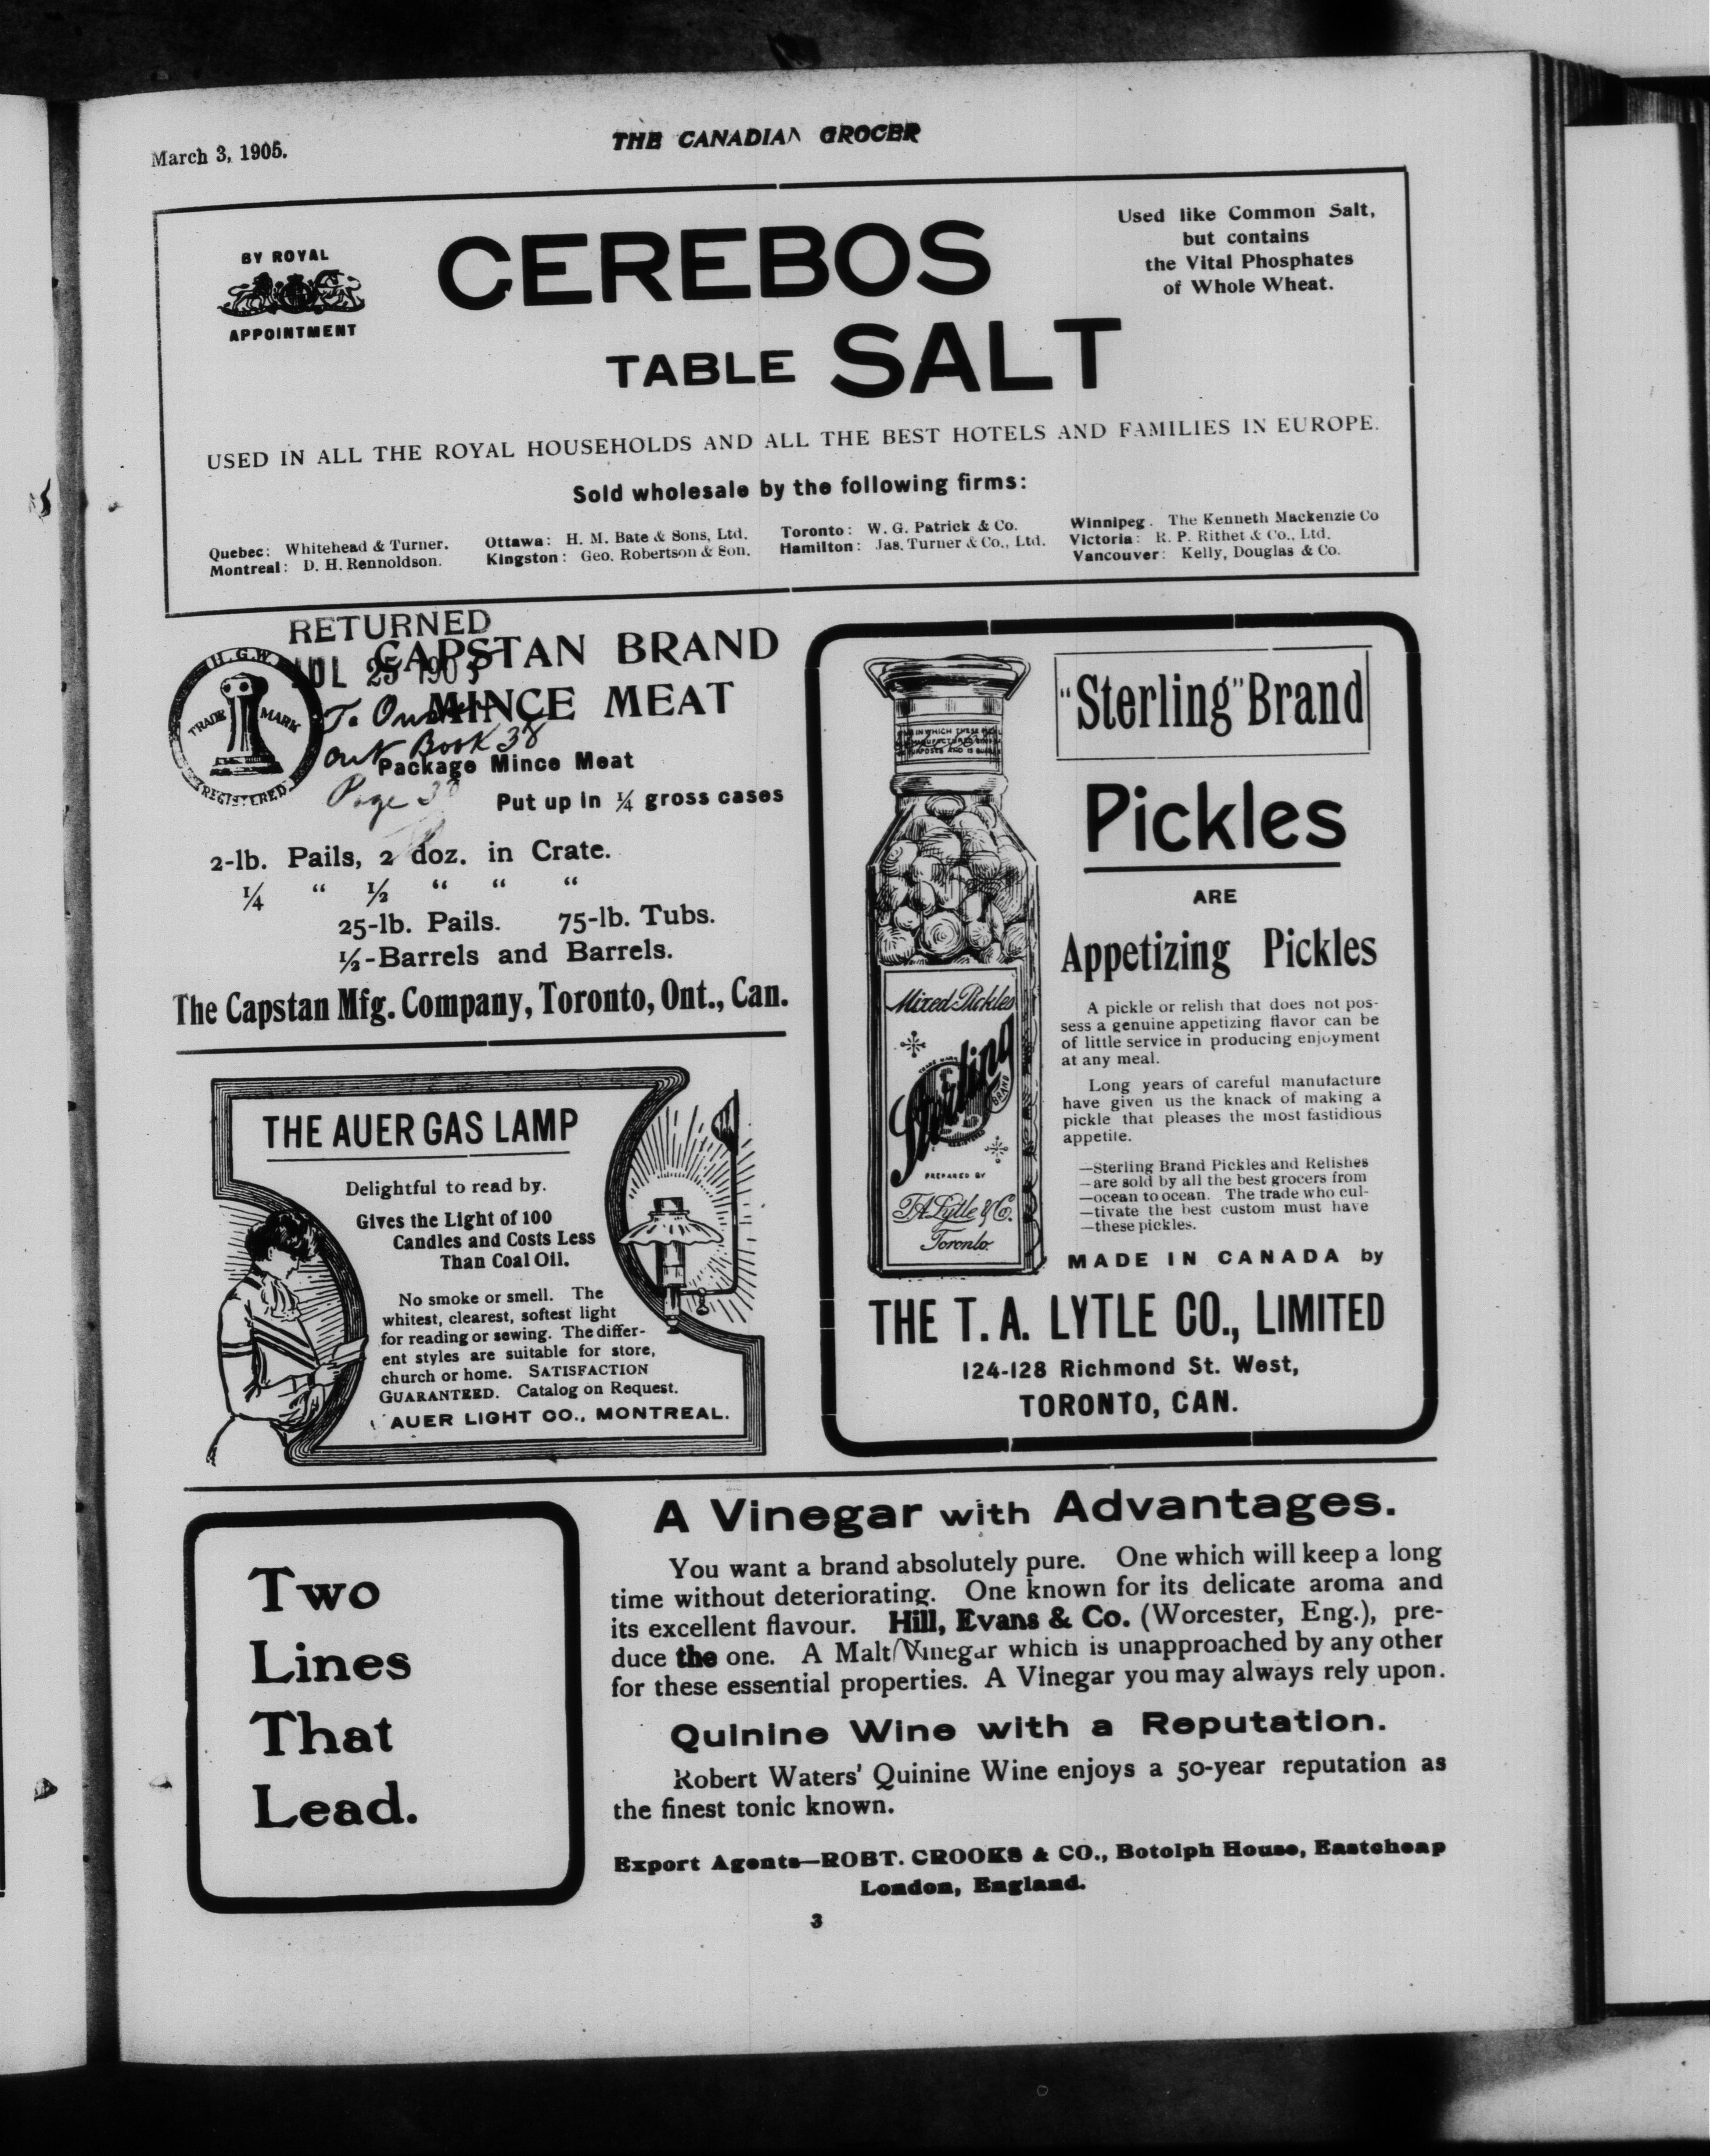 March 3, 1905.
THE CANADIAN GROCER
BY ROYAL
APPOINTMENT
CEREBOS
TABLE SALT
Used like Common Salt,
but contains
the Vital Phosphates
of Whole Wheat.
USED IN ALL THE ROYAL HOUSEHOLDS AND ALL THE BEST HOTELS AND FAMILIES IN EUROPE.
Sold wholesale by the following firms:
Quebec: Whitehead & Turner.
Montreal: D. H. Rennoldson.
Ottawa: H. M. Bate & Sons, Ltd.
Kingston: Geo. Robertson & Son.
Toronto: W. G. Patrick & Co.
Hamilton: Jas. Turner & Co., Ltd.
Winnipeg. The Kenneth Mackenzie Co
Victoria: R. P. Rithet & Co., Ltd.
Vancouver: Kelly, Douglas & Co.
RETURNED
JUL 25 1905
To
out Book 38
Page
H.G.W.
TRADE MARK
REGISTERED
CAPSTAN BRAND
MINCE MEAT
Package Mince Meat
Put up in ¼ gross cases
2-lb. Pails, 2 doz. in Crate.
¼ “ ½ “ “ “
25-lb. Pails. 75-lb. Tubs.
½-Barrels and Barrels.
The Capstan Mfg. Company, Toronto, Ont., Can.
THE AUER GAS LAMP
Delightful to read by.
Gives the Light of 100
Candles and Costs Less
Than Coal Oil.
No smoke or smell. The
whitest, clearest, softest light
for reading or sewing. The differ-
ent styles are suitable for store,
church or home. SATISFACTION
GUARANTEED. Catalog on Request.
AUER LIGHT CO., MONTREAL.
Mixed Pickles
Sterling
BRAND
PREPARED BY
T.A. Lytle & Co.
Toronto.
"Sterling" Brand
Pickles
ARE
Appetizing Pickles
A pickle or relish that does not pos-
sess a genuine appetizing flavor can be
of little service in producing enjoyment
at any meal.
Long years of careful manufacture
have given us the knack of making a
pickle that pleases the most fastidious
appetite.
—Sterling Brand Pickles and Relishes
—are sold by all the best grocers from
—ocean to ocean. The trade who cul-
—tivate the best custom must have
—these pickles.
MADE IN CANADA by
THE T. A. LYTLE CO., LIMITED
124-128 Richmond St. West,
TORONTO, CAN.
Two
Lines
That
Lead.
A Vinegar with Advantages.
You want a brand absolutely pure. One which will keep a long
time without deteriorating. One known for its delicate aroma and
its excellent flavour. Hill, Evans & Co. (Worcester, Eng.), pre-
duce the one. A Malt Vinegar which is unapproached by any other
for these essential properties. A Vinegar you may always rely upon.
Quinine Wine with a Reputation.
Robert Waters' Quinine Wine enjoys a 50-year reputation as
the finest tonic known.
Export Agents—ROBT. CROOKS & CO., Botolph House, Eastcheap
London, England.
3